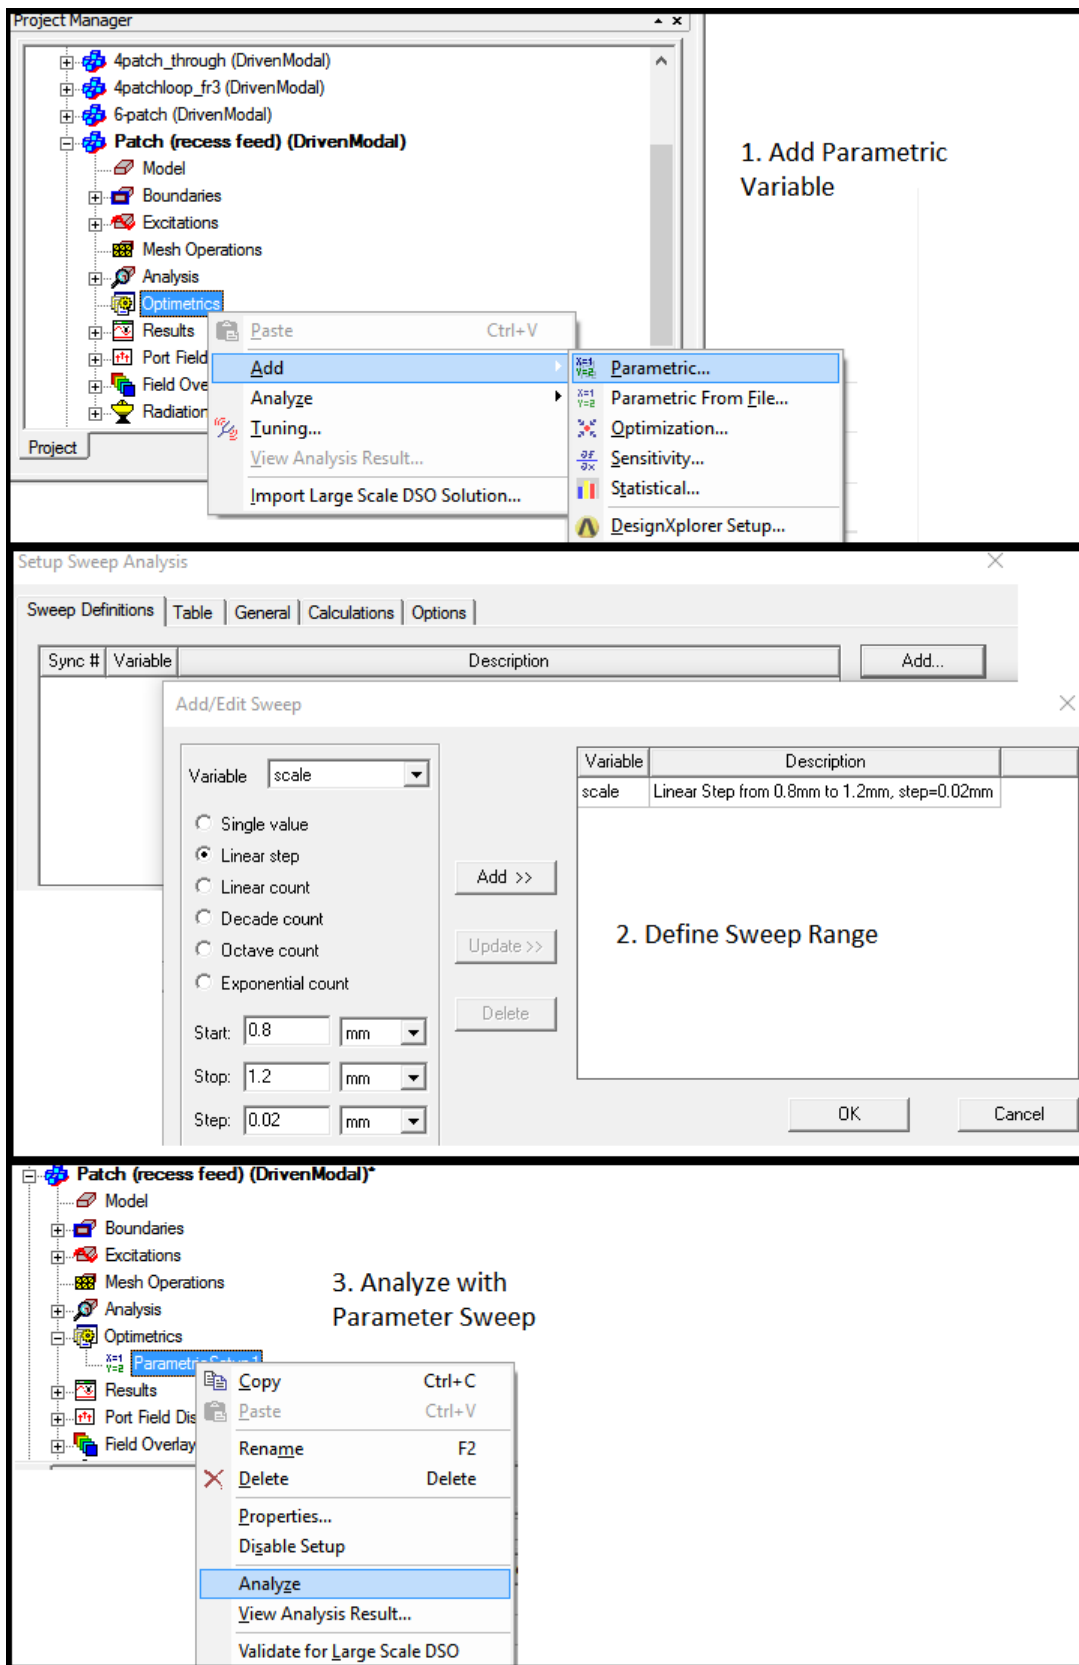 Project Manager
4patch_through (DrivenModal)
4patchloop_fr3 (DrivenModal)
6-patch (DrivenModal)
Patch (recess feed) (DrivenModal)
Model
Boundaries
Excitations
Mesh Operations
Analysis
Optimetrics
Results
Port Field
Field Ove
Radiation
Project
Paste Ctrl+V
Add
Analyze
Tuning...
View Analysis Result...
Import Large Scale DSO Solution...
Parametric...
Parametric From File...
Optimization...
Sensitivity...
Statistical...
DesignXplorer Setup...
1. Add Parametric
Variable
Setup Sweep Analysis
Sweep Definitions Table General Calculations Options
Sync # Variable Description Add...
Add/Edit Sweep
Variable scale
Single value
Linear step
Linear count
Decade count
Octave count
Exponential count
Start: 0.8 mm
Stop: 1.2 mm
Step: 0.02 mm
Add >>
Update >>
Delete
Variable Description
scale Linear Step from 0.8mm to 1.2mm, step=0.02mm
2. Define Sweep Range
OK Cancel
Patch (recess feed) (DrivenModal)*
Model
Boundaries
Excitations
Mesh Operations
Analysis
Optimetrics
ParametricSetup1
Results
Port Field Dis
Field Overlay
3. Analyze with
Parameter Sweep
Copy Ctrl+C
Paste Ctrl+V
Rename F2
Delete Delete
Properties...
Disable Setup
Analyze
View Analysis Result...
Validate for Large Scale DSO